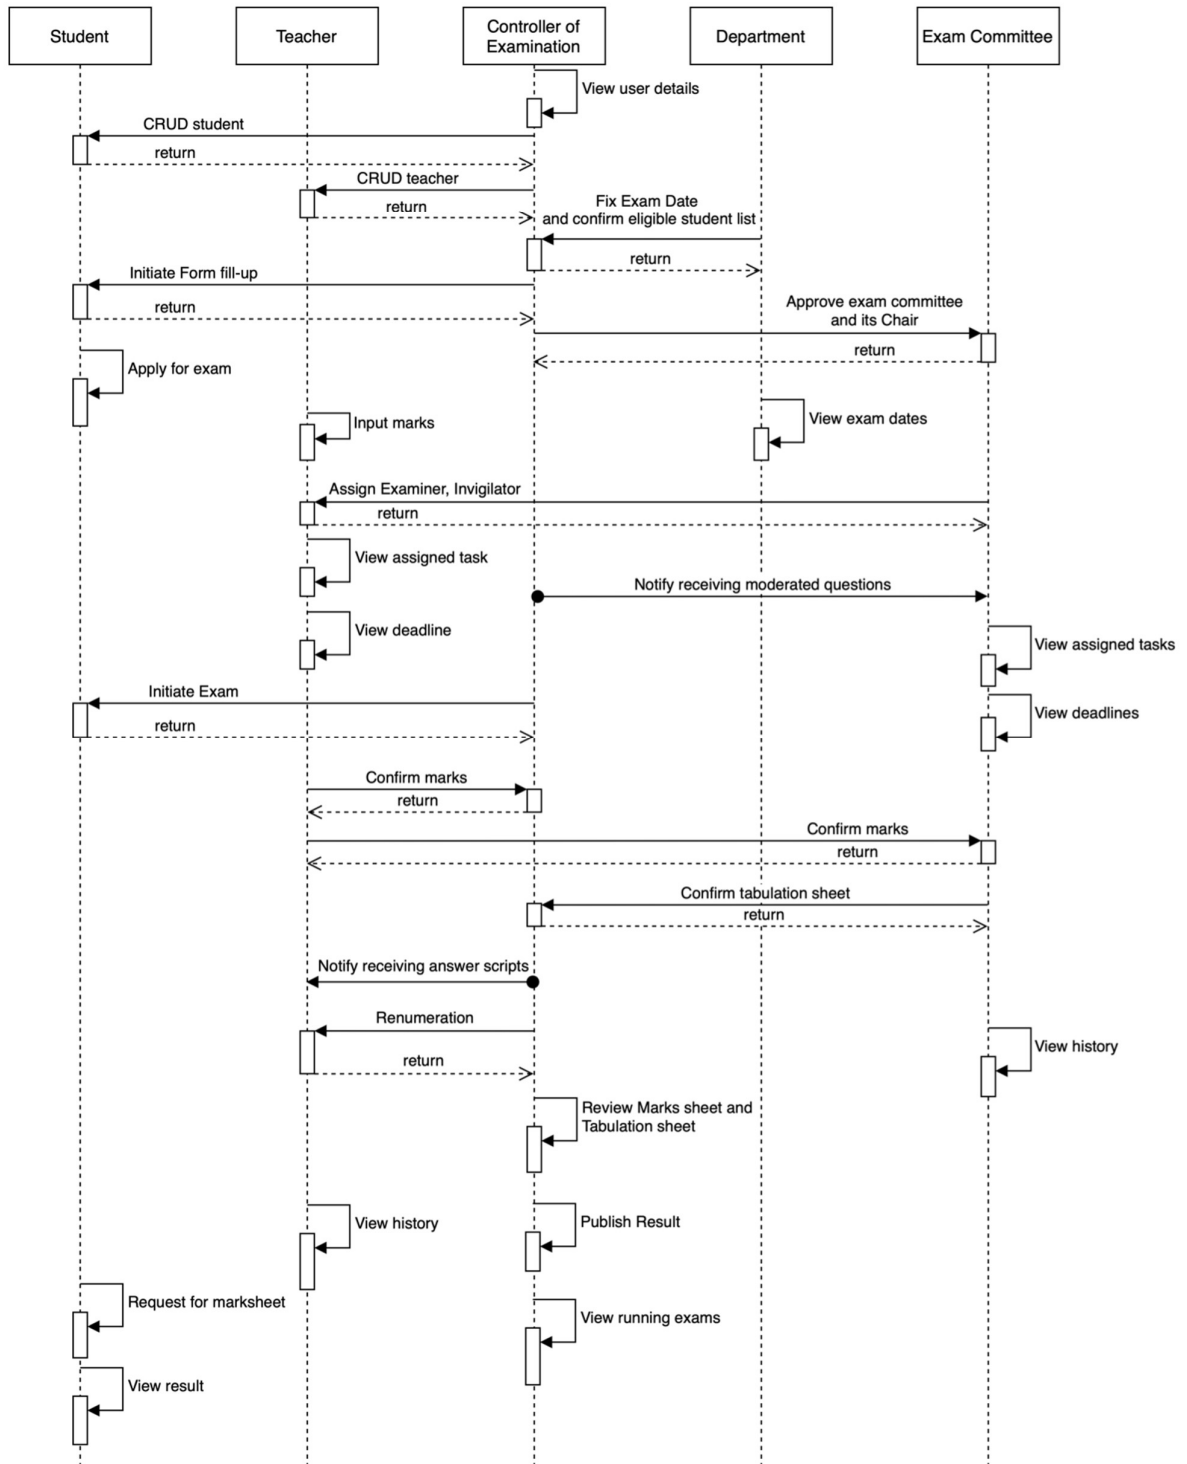 Student
Teacher
Controller of
Examination
Department
Exam Committee
View user details
CRUD student
return
CRUD teacher
return
Fix Exam Date
and confirm eligible student list
return
Initiate Form fill-up
return
Approve exam committee
and its Chair
return
Apply for exam
View exam dates
Input marks
Assign Examiner, Invigilator
return
View assigned task
Notify receiving moderated questions
View deadline
View assigned tasks
Initiate Exam
return
View deadlines
Confirm marks
return
Confirm marks
return
Confirm tabulation sheet
return
Notify receiving answer scripts
Renumeration
return
View history
Review Marks sheet and
Tabulation sheet
View history
Publish Result
Request for marksheet
View running exams
View result